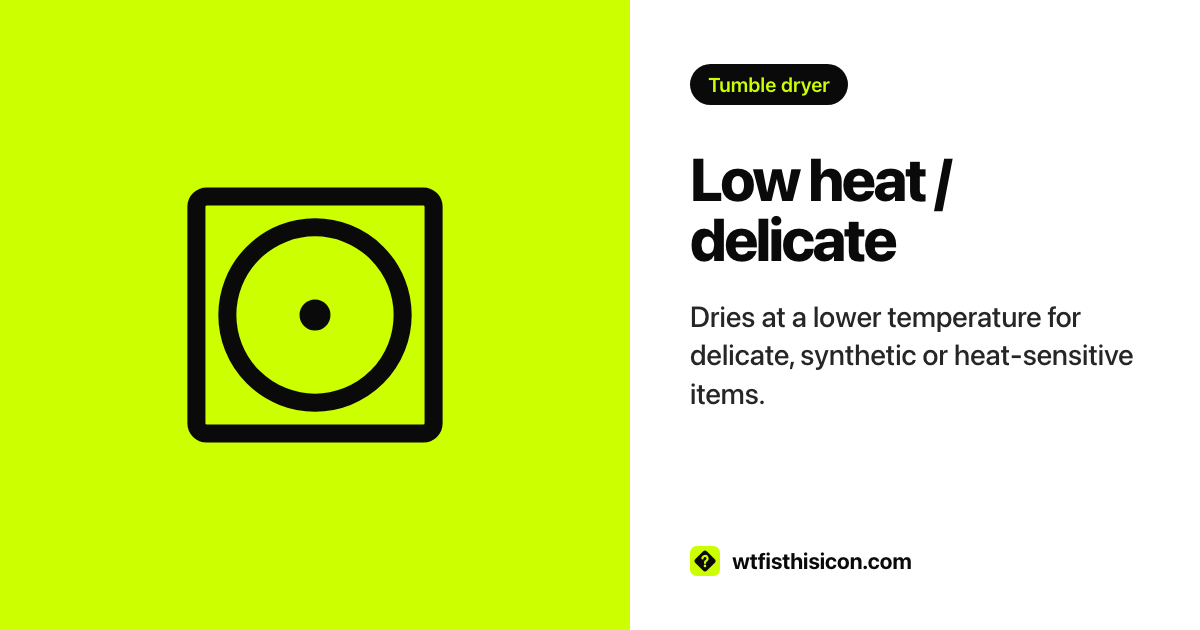 Tumble dryer
Low heat /
delicate
Dries at a lower temperature for
delicate, synthetic or heat-sensitive
items.
?
wtfisthisicon.com